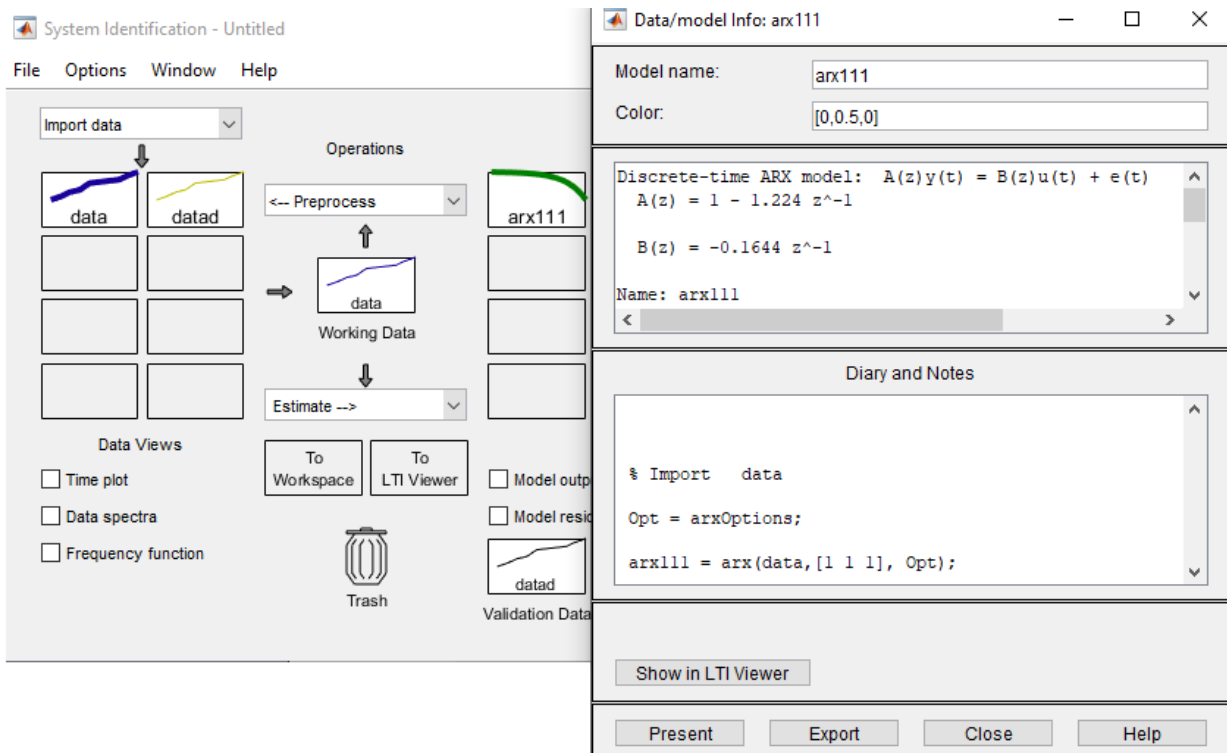 System Identification - Untitled
File Options Window Help
Import data
data
datad
Operations
<-- Preprocess
data
Working Data
Estimate -->
To Workspace
To LTI Viewer
Data Views
Time plot
Data spectra
Frequency function
Trash
arx111
Model outp
Model resid
datad
Validation Data
Data/model Info: arx111
Model name: arx111
Color: [0,0.5,0]
Discrete-time ARX model: A(z)y(t) = B(z)u(t) + e(t)
A(z) = 1 - 1.224 z^-1
B(z) = -0.1644 z^-1
Name: arx111
Diary and Notes
% Import data
Opt = arxOptions;
arx111 = arx(data,[1 1 1], Opt);
Show in LTI Viewer
Present Export Close Help